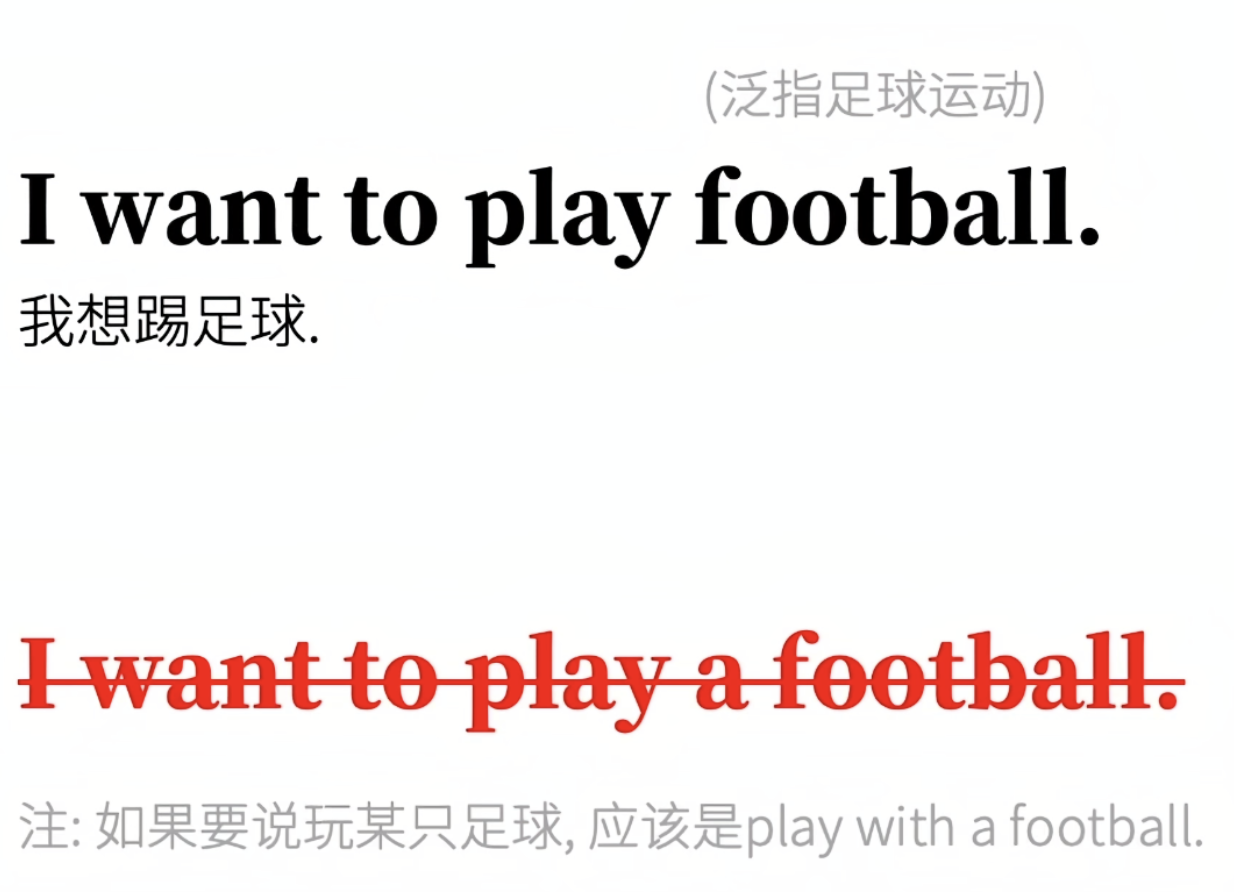 (泛指足球运动)
I want to play football.
我想踢足球.
I want to play a football.
注: 如果要说玩某只足球, 应该是play with a football.